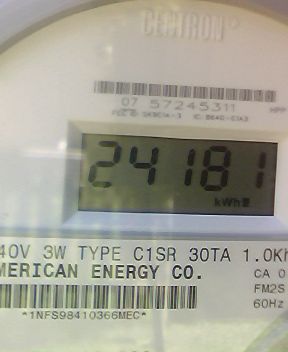 CENTRON
07 57245311
24181
kWh
40V 3W TYPE C1SR 30TA 1.0Kh
MERICAN ENERGY CO.
CA 0
FM2S
60Hz
*1NFS98410366MEC*